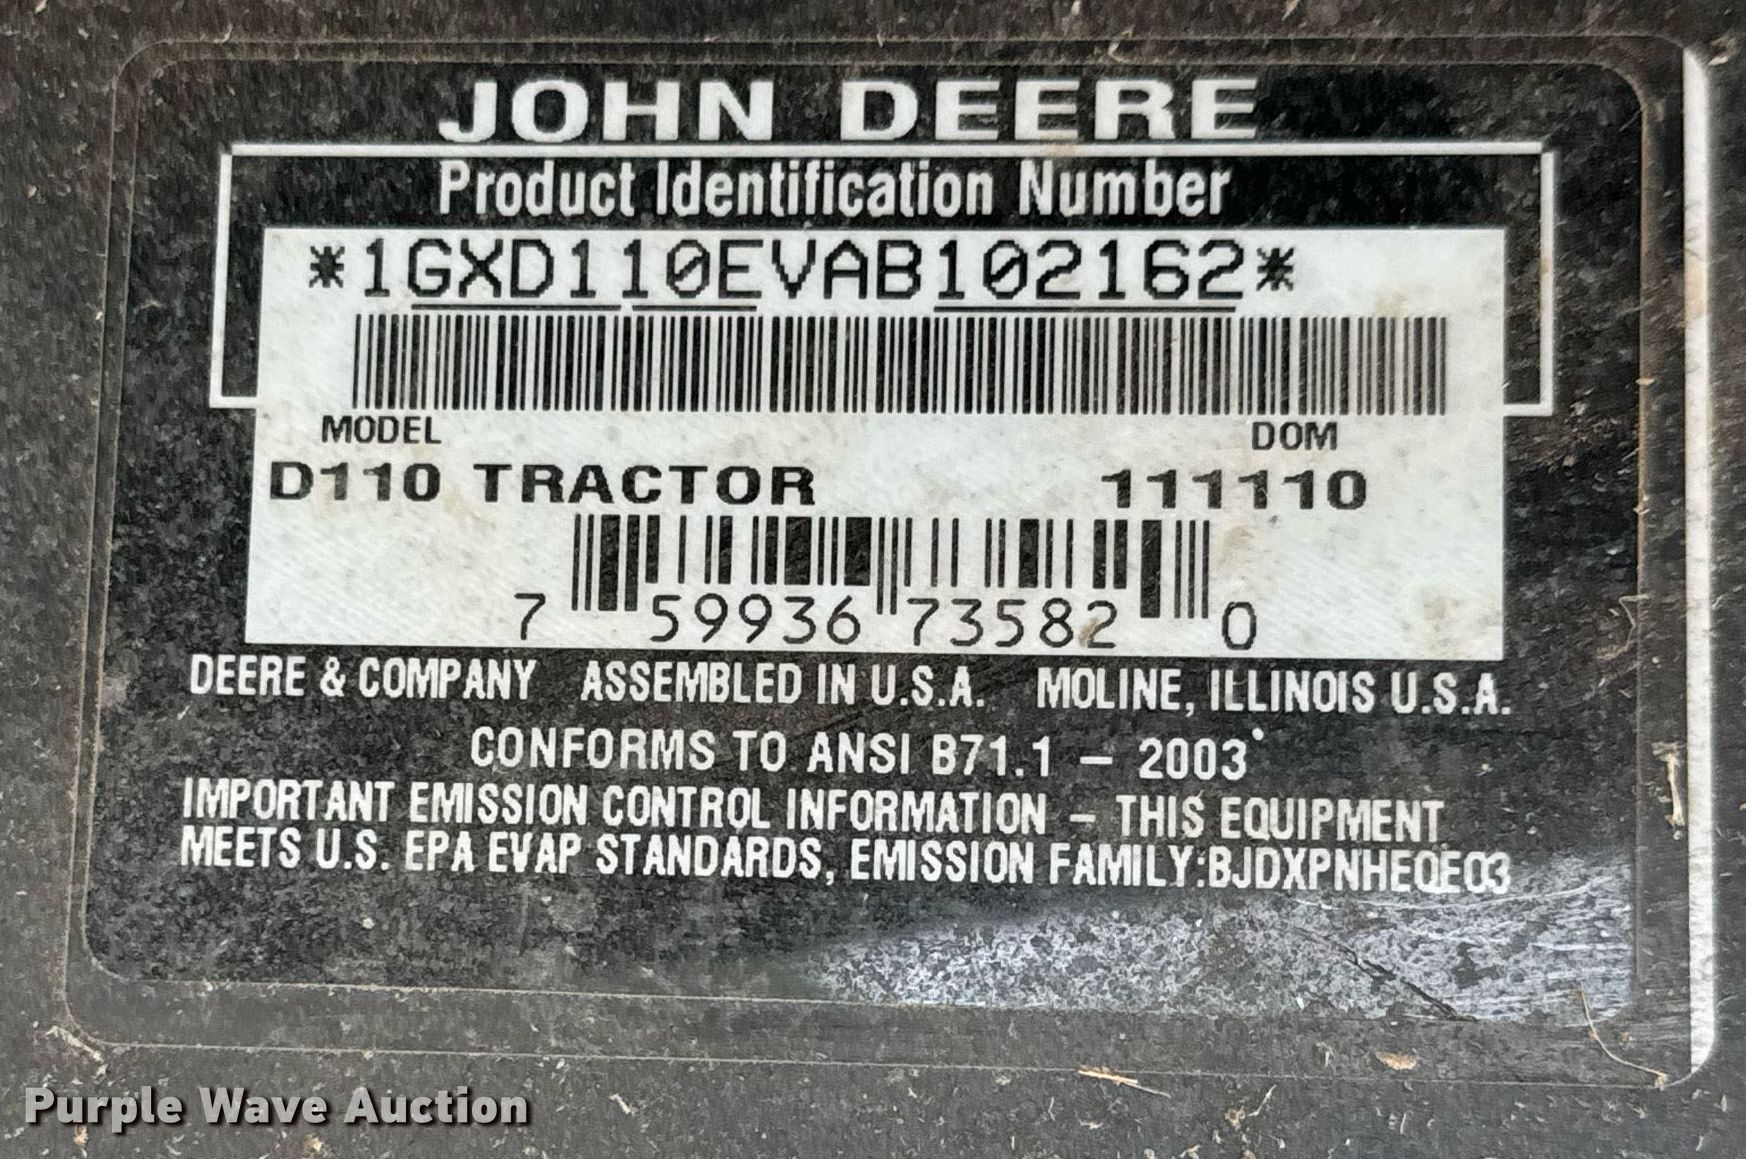 JOHN DEERE
Product Identification Number
*1GXD110EVAB102162*
MODEL DOM
D110 TRACTOR 111110
7 59936 73582 0
DEERE & COMPANY ASSEMBLED IN U.S.A. MOLINE, ILLINOIS U.S.A.
CONFORMS TO ANSI B71.1 – 2003
IMPORTANT EMISSION CONTROL INFORMATION – THIS EQUIPMENT
MEETS U.S. EPA EVAP STANDARDS, EMISSION FAMILY:BJDXPNHEQE03
Purple Wave Auction